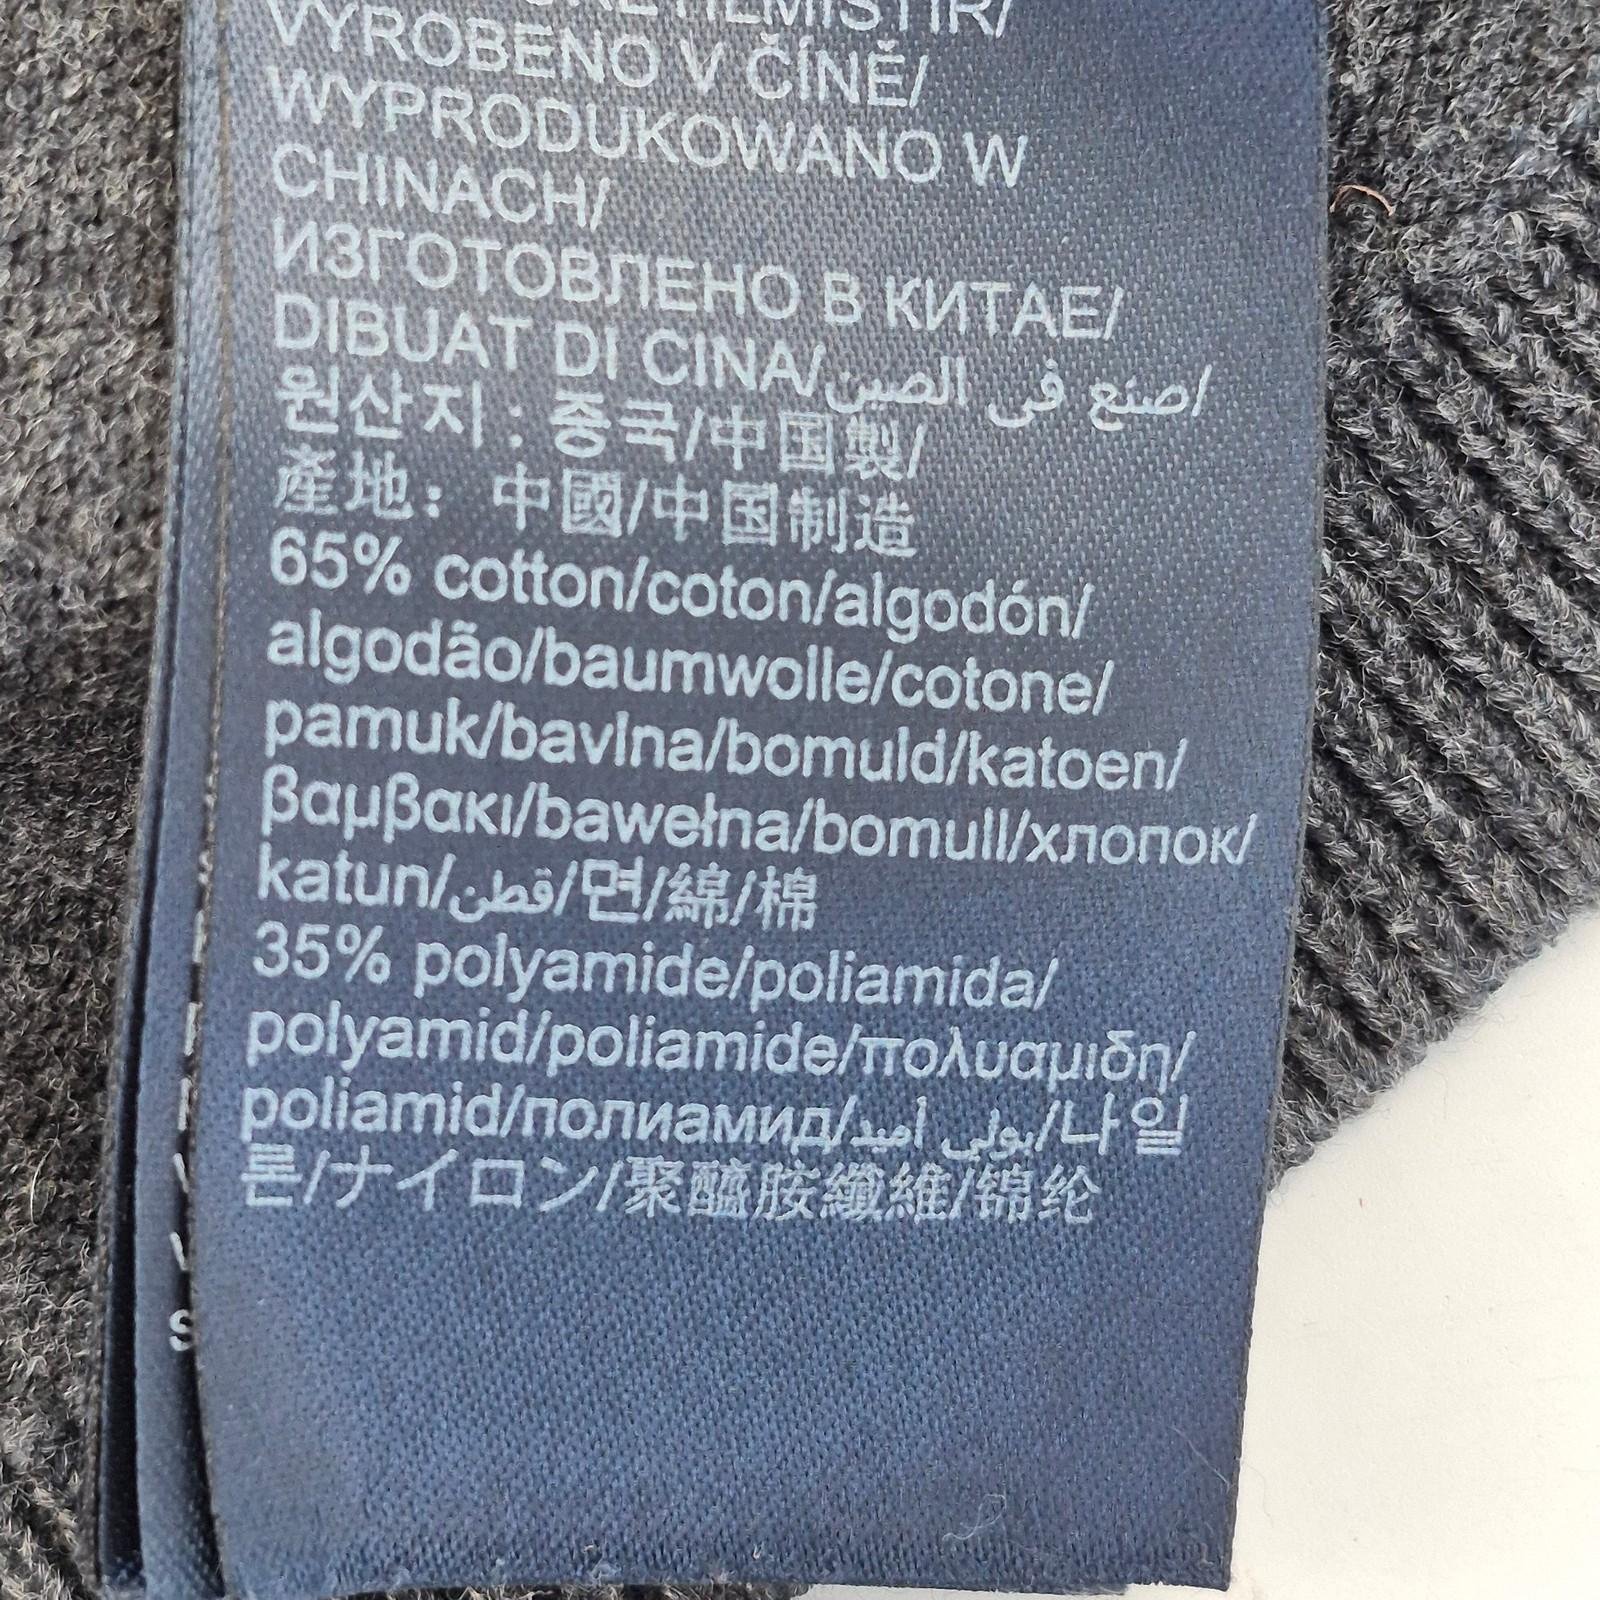 ÜRETİLMİŞTİR/
VYROBENO V ČÍNĚ/
WYPRODUKOWANO W
CHINACH/
ИЗГОТОВЛЕНО В КИТАЕ/
DIBUAT DI CINA/صنع في الصين/
원산지 : 중국/中国製/
產地: 中國/中国制造
65% cotton/coton/algodón/
algodão/baumwolle/cotone/
pamuk/bavlna/bomuld/katoen/
βαμβακι/bawełna/bomull/хлопок/
katun/قطن/면/綿/棉
35% polyamide/poliamida/
polyamid/poliamide/πολυαμιδη/
poliamid/полиамид/بولي أميد/나일
론/ナイロン/聚醯胺纖維/锦纶